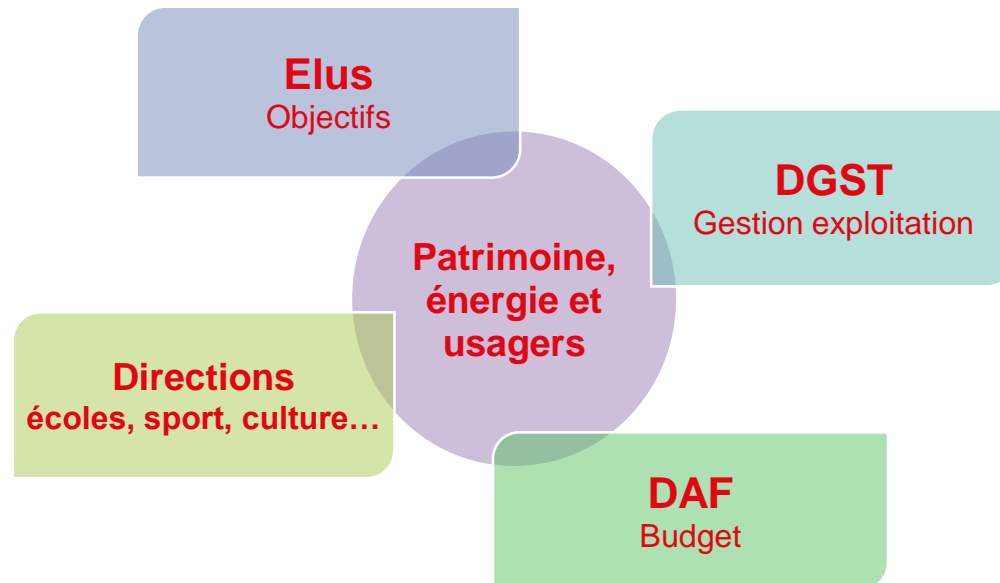 Elus
Objectifs
DGST
Gestion exploitation
Patrimoine,
énergie et
usagers
Directions
écoles, sport, culture…
DAF
Budget